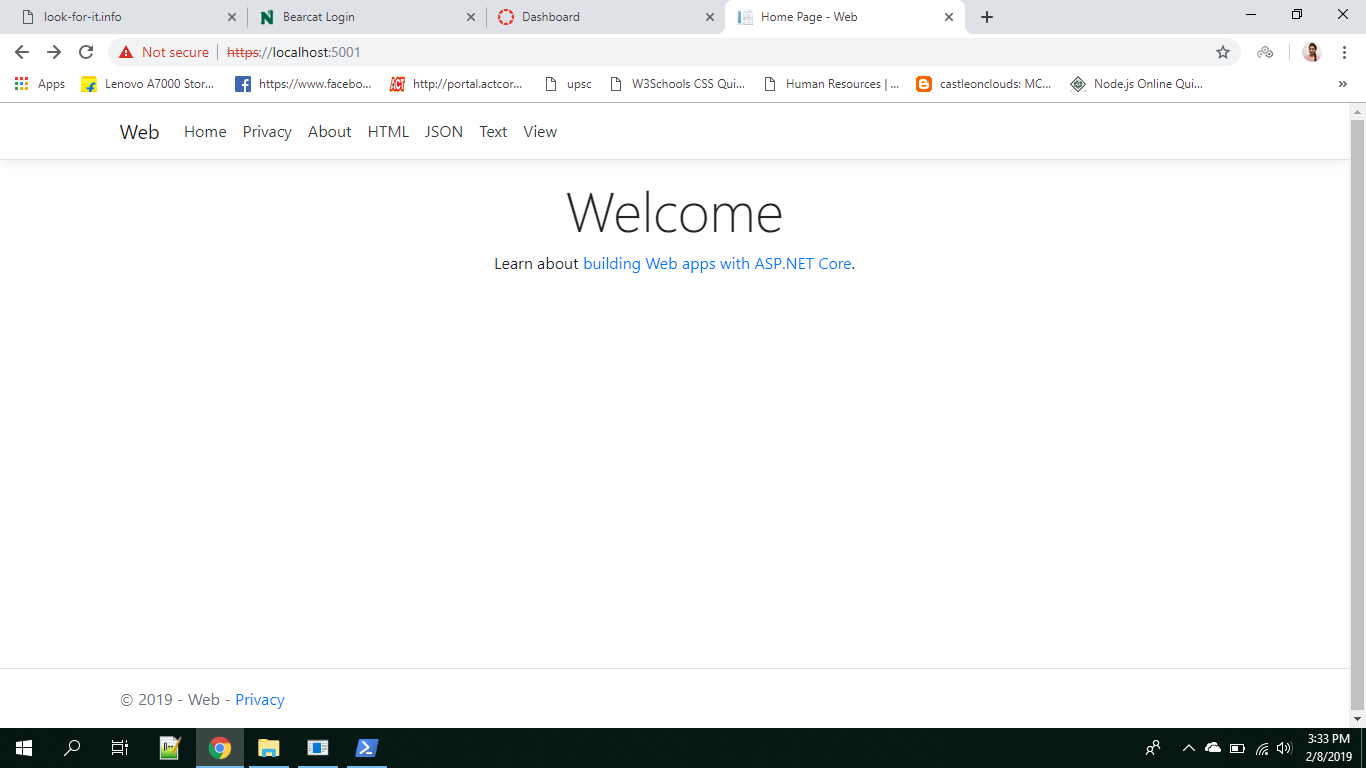 look-for-it.info
Bearcat Login
Dashboard
Home Page - Web
Not secure
https://localhost:5001
Apps
Lenovo A7000 Stor...
https://www.facebo...
ACT
http://portal.actcor...
upsc
W3Schools CSS Qui...
Human Resources | ...
castleonclouds: MC...
Node.js Online Qui...
Web
Home
Privacy
About
HTML
JSON
Text
View
Welcome
Learn about building Web apps with ASP.NET Core.
© 2019 - Web - Privacy
3:33 PM
2/8/2019